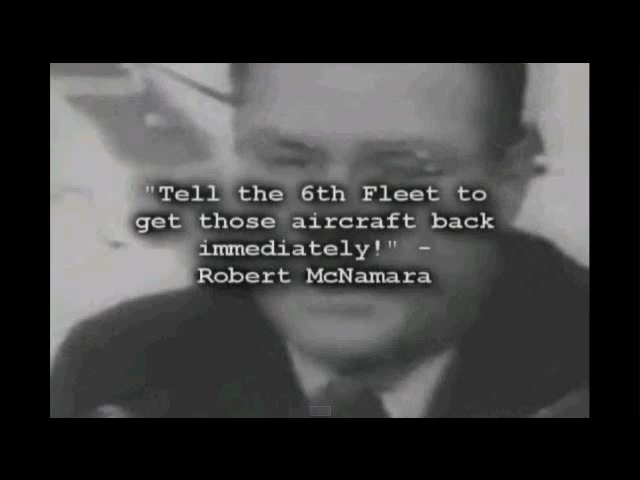 "Tell the 6th Fleet to
get those aircraft back
immediately!" -
Robert McNamara